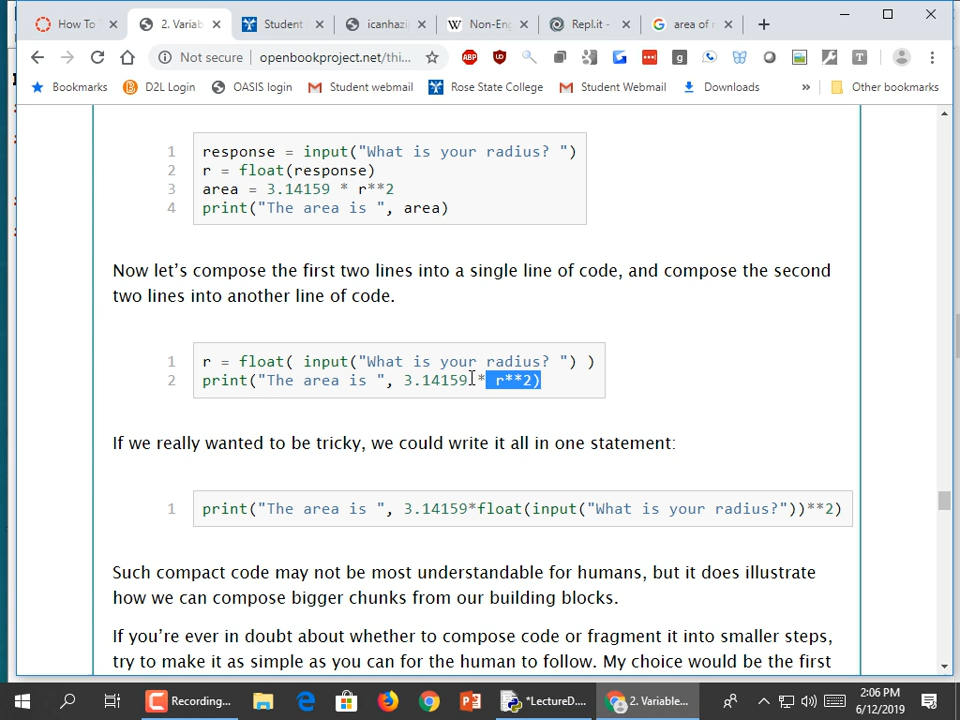 How To
2. Variab
Student
icanhazip
Non-Eng
Repl.it -
area of r
Not secure
openbookproject.net/thi...
ABP
Bookmarks
D2L Login
OASIS login
Student webmail
Rose State College
Student Webmail
Downloads
»
Other bookmarks
1 response = input("What is your radius? ")
2 r = float(response)
3 area = 3.14159 * r**2
4 print("The area is ", area)
Now let’s compose the first two lines into a single line of code, and compose the second
two lines into another line of code.
1 r = float( input("What is your radius? ") )
2 print("The area is ", 3.14159 * r**2)
If we really wanted to be tricky, we could write it all in one statement:
1 print("The area is ", 3.14159*float(input("What is your radius?"))**2)
Such compact code may not be most understandable for humans, but it does illustrate
how we can compose bigger chunks from our building blocks.
If you’re ever in doubt about whether to compose code or fragment it into smaller steps,
try to make it as simple as you can for the human to follow. My choice would be the first
Recording...
*LectureD...
2. Variable...
2:06 PM
6/12/2019